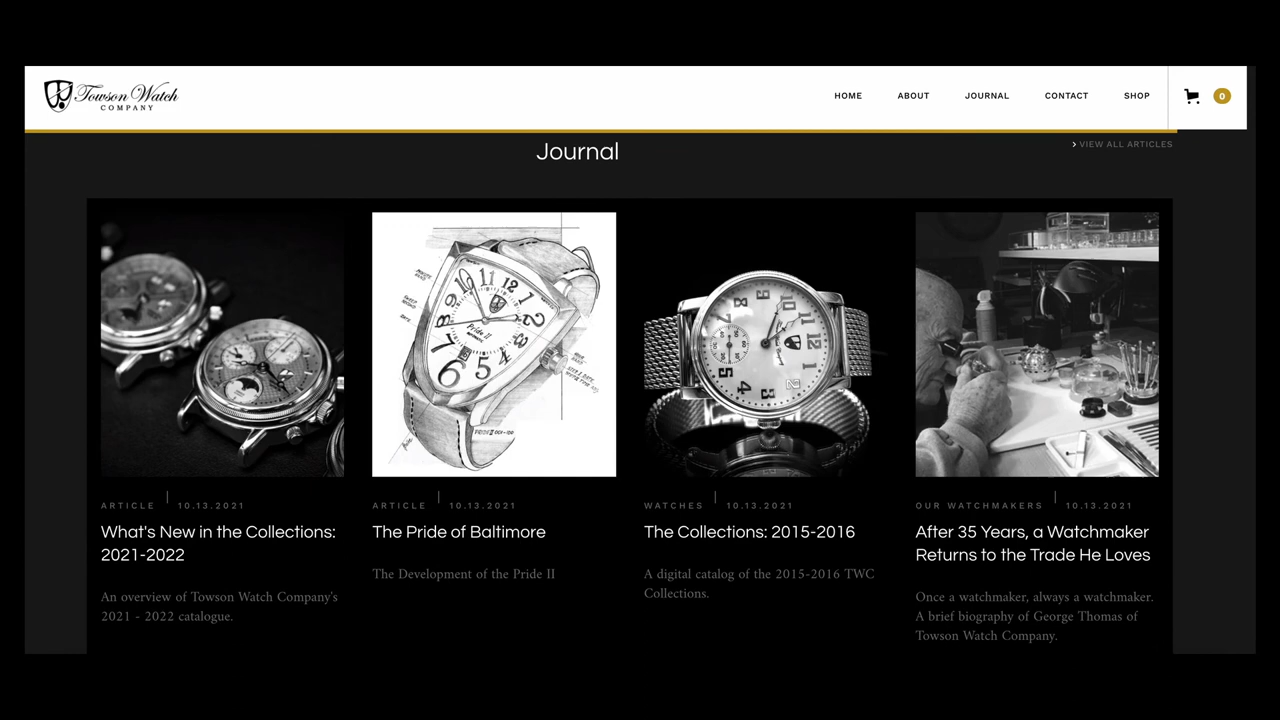 Towson Watch
COMPANY
HOME ABOUT JOURNAL CONTACT SHOP 0
Journal
VIEW ALL ARTICLES
Pride II
PRIDE II
ARTICLE | 10.13.2021
What's New in the Collections:
2021-2022
An overview of Towson Watch Company's
2021 - 2022 catalogue.
ARTICLE | 10.13.2021
The Pride of Baltimore
The Development of the Pride II
WATCHES | 10.13.2021
The Collections: 2015-2016
A digital catalog of the 2015-2016 TWC
Collections.
OUR WATCHMAKERS | 10.13.2021
After 35 Years, a Watchmaker
Returns to the Trade He Loves
Once a watchmaker, always a watchmaker.
A brief biography of George Thomas of
Towson Watch Company.